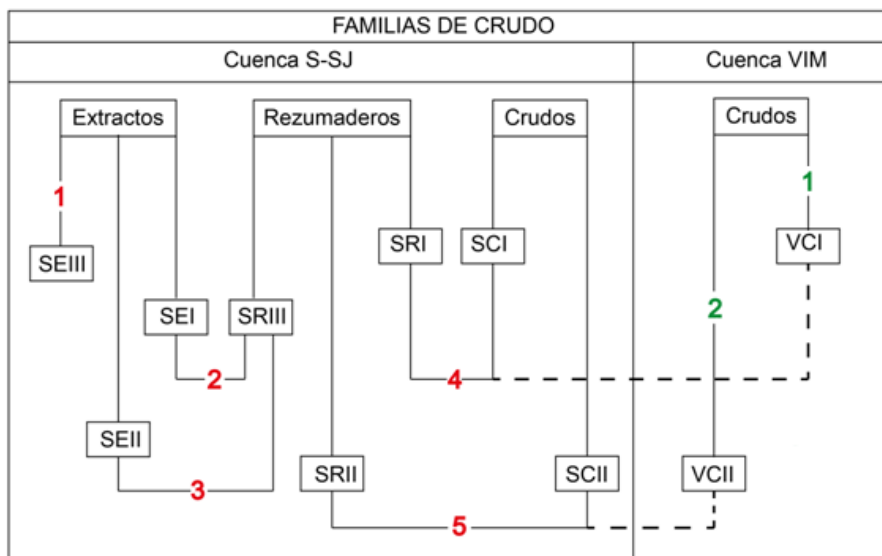 FAMILIAS DE CRUDO
Cuenca S-SJ
Cuenca VIM
Extractos
Rezumaderos
Crudos
Crudos
1
1
SEIII
SRI
SCI
VCI
SEI
SRIII
2
2
4
SEII
SRII
SCII
VCII
3
5